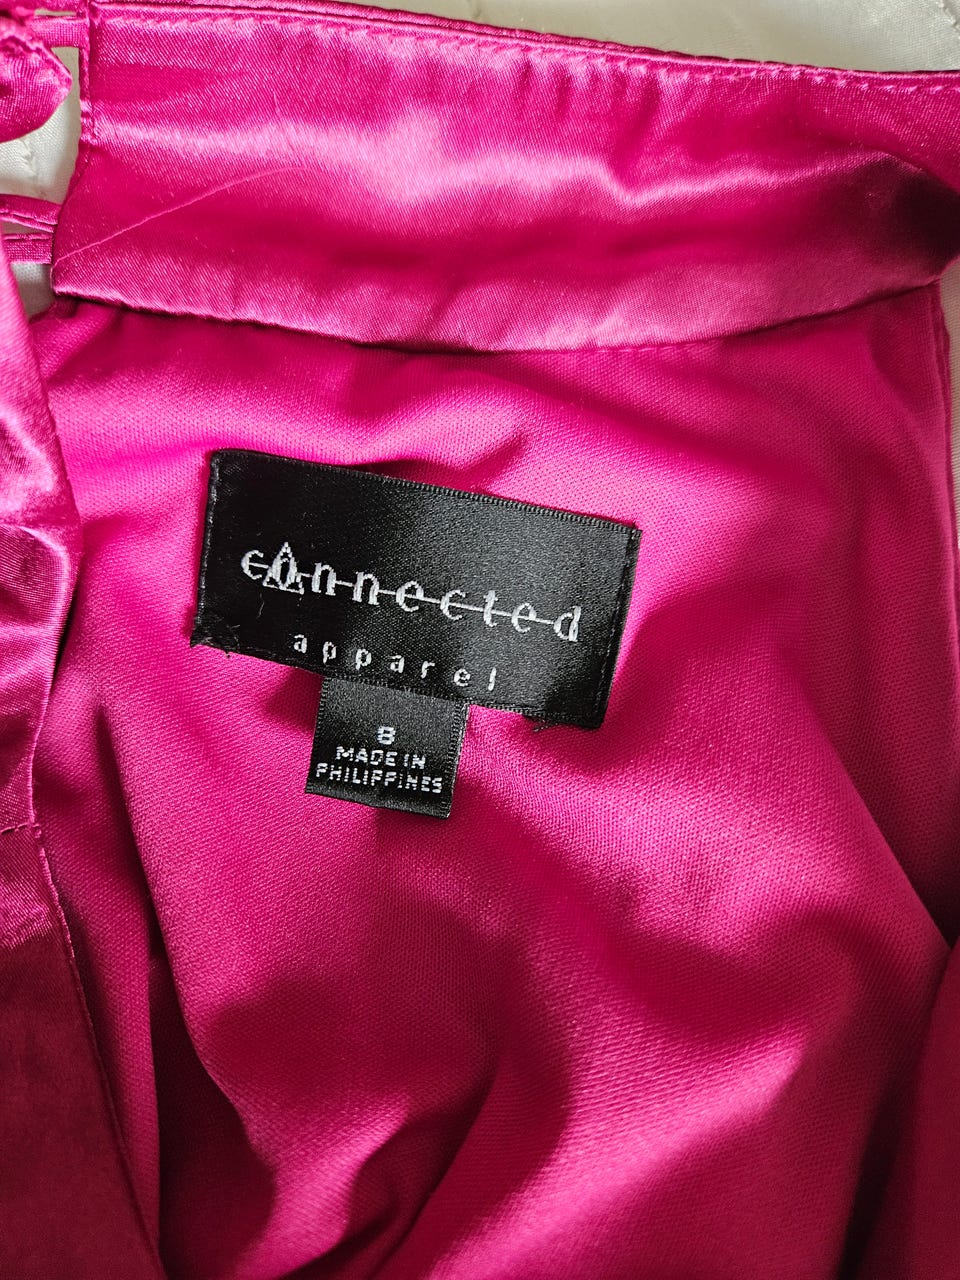 connected
apparel
8
MADE IN
PHILIPPINES